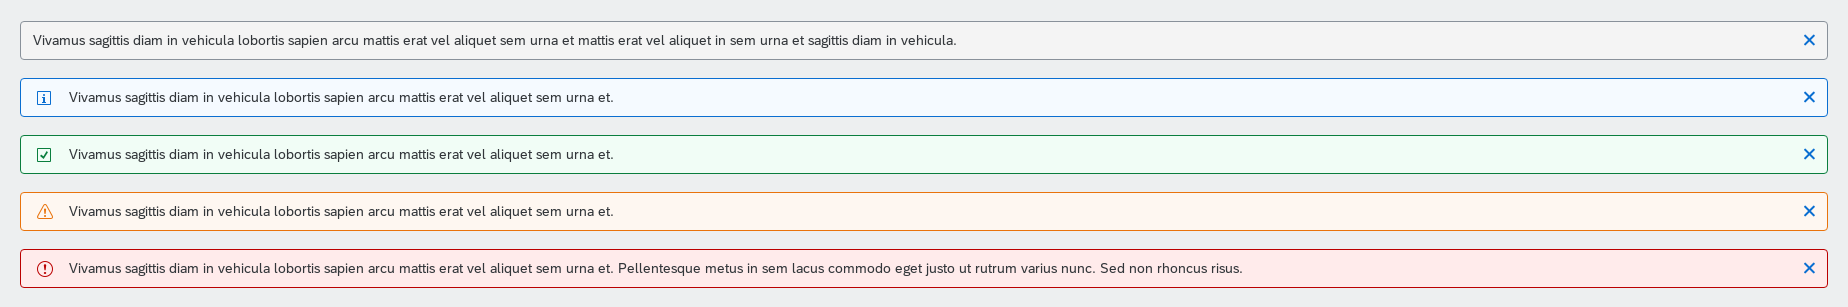 Vivamus sagittis diam in vehicula lobortis sapien arcu mattis erat vel aliquet sem urna et mattis erat vel aliquet in sem urna et sagittis diam in vehicula.
Vivamus sagittis diam in vehicula lobortis sapien arcu mattis erat vel aliquet sem urna et.
Vivamus sagittis diam in vehicula lobortis sapien arcu mattis erat vel aliquet sem urna et.
Vivamus sagittis diam in vehicula lobortis sapien arcu mattis erat vel aliquet sem urna et.
Vivamus sagittis diam in vehicula lobortis sapien arcu mattis erat vel aliquet sem urna et. Pellentesque metus in sem lacus commodo eget justo ut rutrum varius nunc. Sed non rhoncus risus.